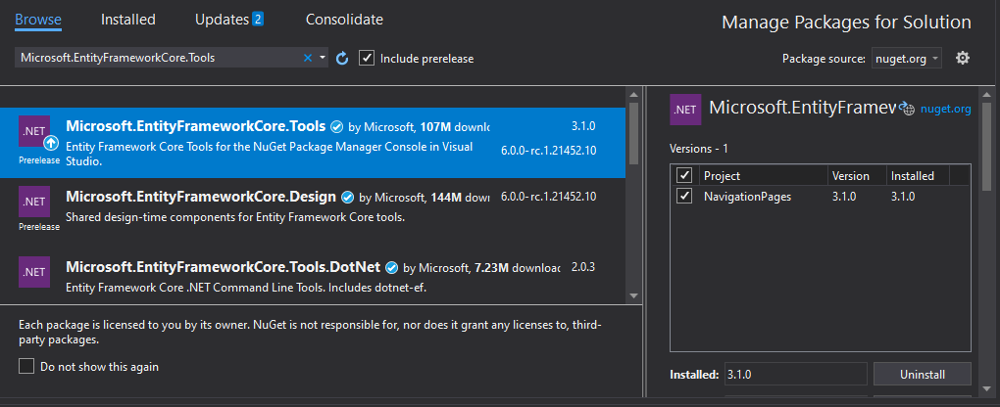 Browse Installed Updates 2 Consolidate Manage Packages for Solution
Microsoft.EntityFrameworkCore.Tools Include prerelease Package source: nuget.org
.NET Microsoft.EntityFrameworkCore.Tools by Microsoft, 107M downlo 3.1.0
Prerelease Entity Framework Core Tools for the NuGet Package Manager Console in Visual 6.0.0-rc.1.21452.10
Studio.
.NET Microsoft.EntityFrameworkCore.Design by Microsoft, 144M down 6.0.0-rc.1.21452.10
Prerelease Shared design-time components for Entity Framework Core tools.
.NET Microsoft.EntityFrameworkCore.Tools.DotNet by Microsoft, 7.23M downloac 2.0.3
Entity Framework Core .NET Command Line Tools. Includes dotnet-ef.
Each package is licensed to you by its owner. NuGet is not responsible for, nor does it grant any licenses to, third-
party packages.
Do not show this again
.NET Microsoft.EntityFramew nuget.org
Versions - 1
Project Version Installed
NavigationPages 3.1.0 3.1.0
Installed: 3.1.0 Uninstall